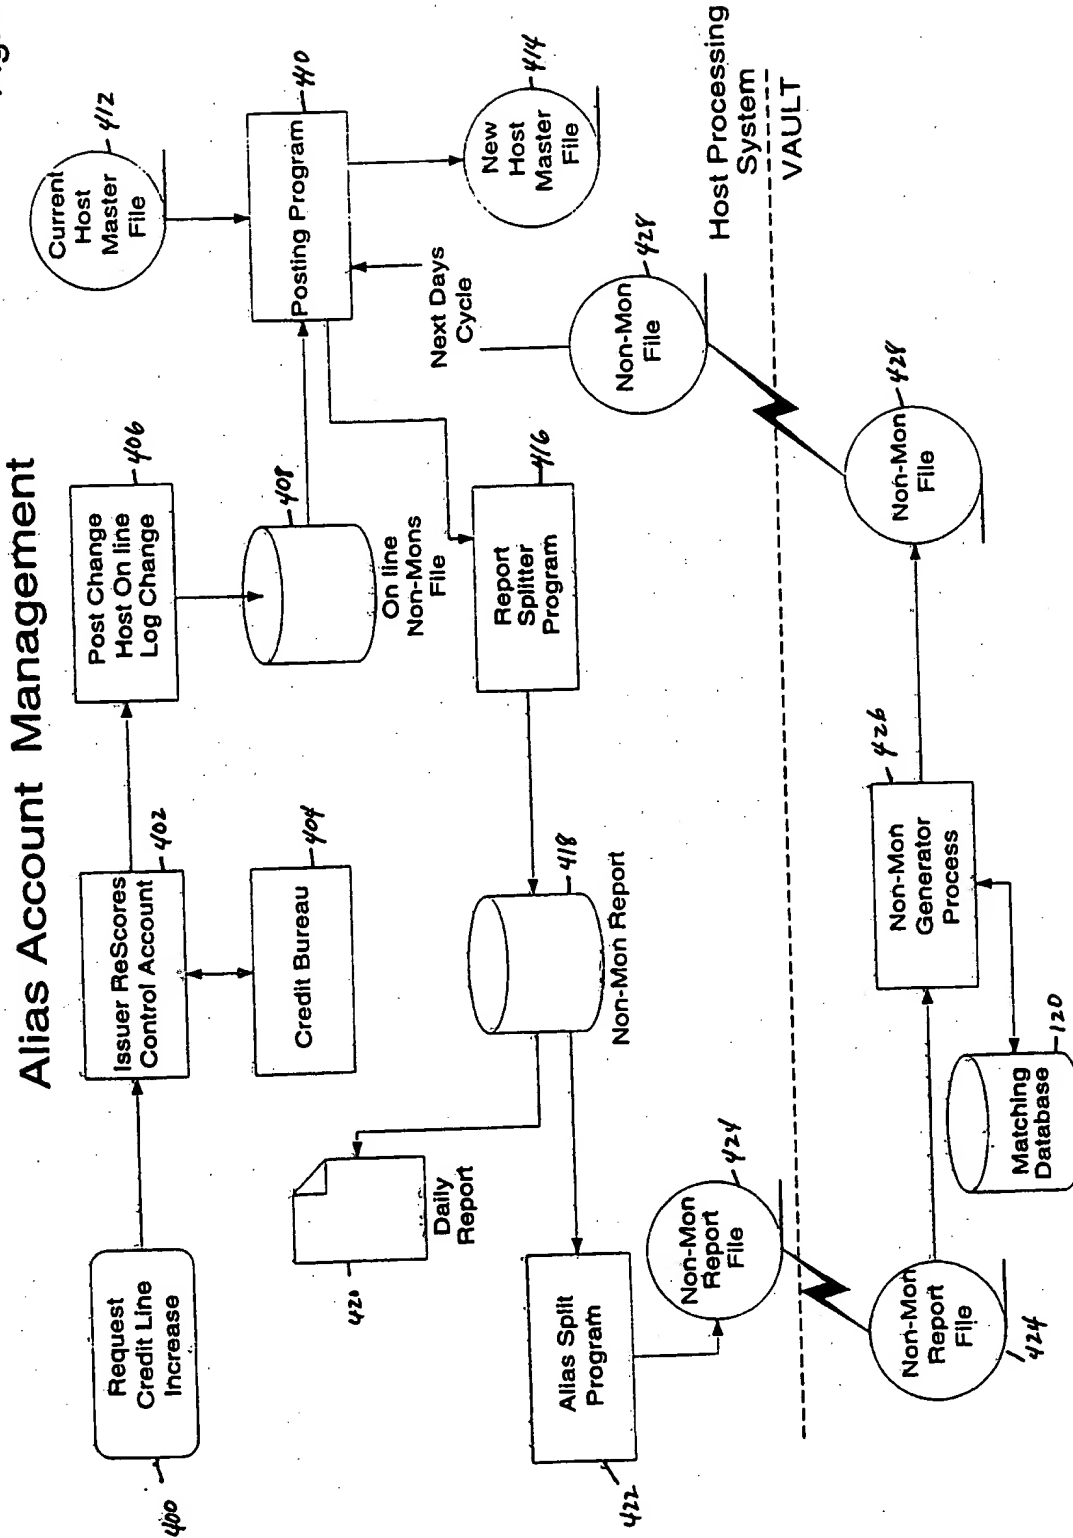 Alias Account Management
Request
Credit Line
Increase
400
Issuer ReScores
Control Account
402
Credit Bureau
404
Post Change
Host On line
Log Change
406
408
On line
Non-Mons
File
Current
Host
Master
File
412
Posting Program
410
New
Host
Master
File
414
Next Days
Cycle
Report
Splitter
Program
416
418
Non-Mon Report
Daily
Report
420
Alias Split
Program
422
Non-Mon
Report
File
424
Non-Mon
File
428
Host Processing
System
VAULT
Non-Mon
Report
File
424
Matching
Database
120
Non-Mon
Generator
Process
426
Non-Mon
File
428